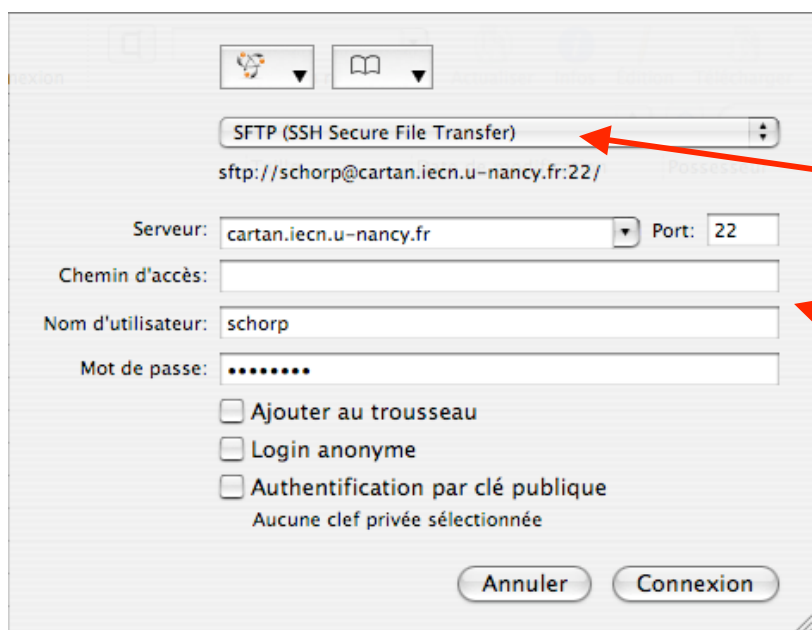 SFTP (SSH Secure File Transfer)
sftp://schorp@cartan.iecn.u-nancy.fr:22/
Serveur: cartan.iecn.u-nancy.fr Port: 22
Chemin d'accès:
Nom d'utilisateur: schorp
Mot de passe: ••••••••
Ajouter au trousseau
Login anonyme
Authentification par clé publique
Aucune clef privée sélectionnée
Annuler Connexion